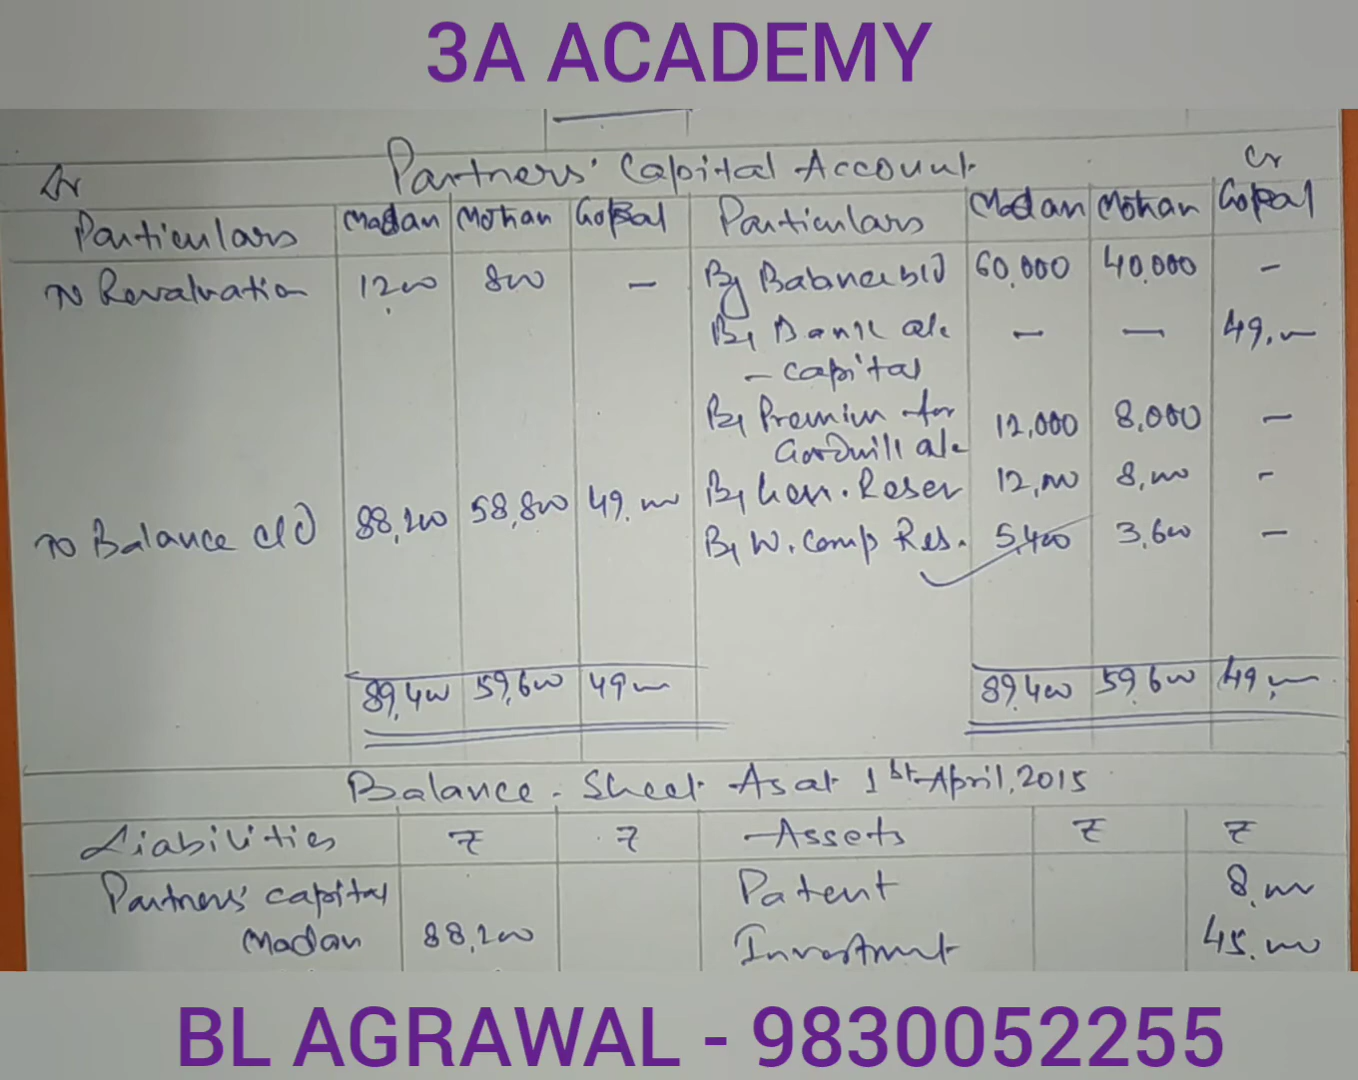 3A ACADEMY
Dr Partners' Capital Account Cr
Particulars Madan Mohan Gopal Particulars Madan Mohan Gopal
To Revaluation 1200 800 — By Balance b/d 60,000 40,000 —
By Bank a/c — — 49,000
- capital
By Premium for 12,000 8,000 —
Goodwill a/c
To Balance c/d 88,200 58,800 49,000 By Gen. Reser 12,000 8,000 -
By W. Comp Res. 5,400 3,600 —
89,400 59,600 49,000 89,400 59,600 49,000
Balance - Sheet As at 1st April, 2015
Liabilities ₹ ₹ Assets ₹ ₹
Partners' capital Patent 8,000
Madan 88,200 Investment 45,000
BL AGRAWAL - 9830052255